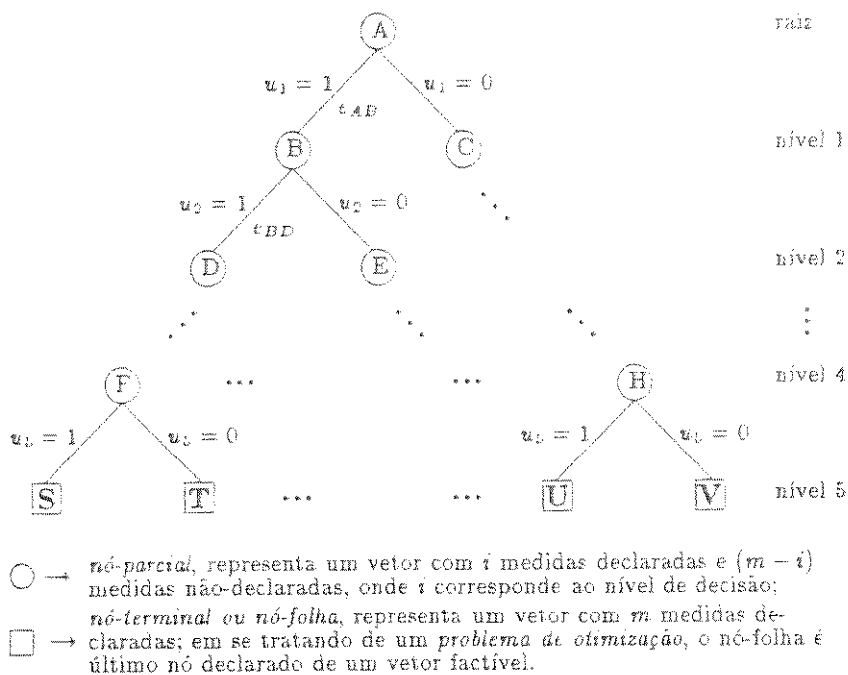 A
raiz
u₁ = 1
u₁ = 0
e_AB
B
C
nível 1
u₂ = 1
u₂ = 0
e_BD
D
E
nível 2
F
...
...
H
nível 4
u₅ = 1
u₅ = 0
u₅ = 1
u₅ = 0
S
T
...
...
U
V
nível 5
nó-parcial, representa um vetor com i medidas declaradas e (m − i)
○ → medidas não-declaradas, onde i corresponde ao nível de decisão;
nó-terminal ou nó-folha, representa um vetor com m medidas de-
□ → claradas; em se tratando de um problema de otimização, o nó-folha é
último nó declarado de um vetor factível.